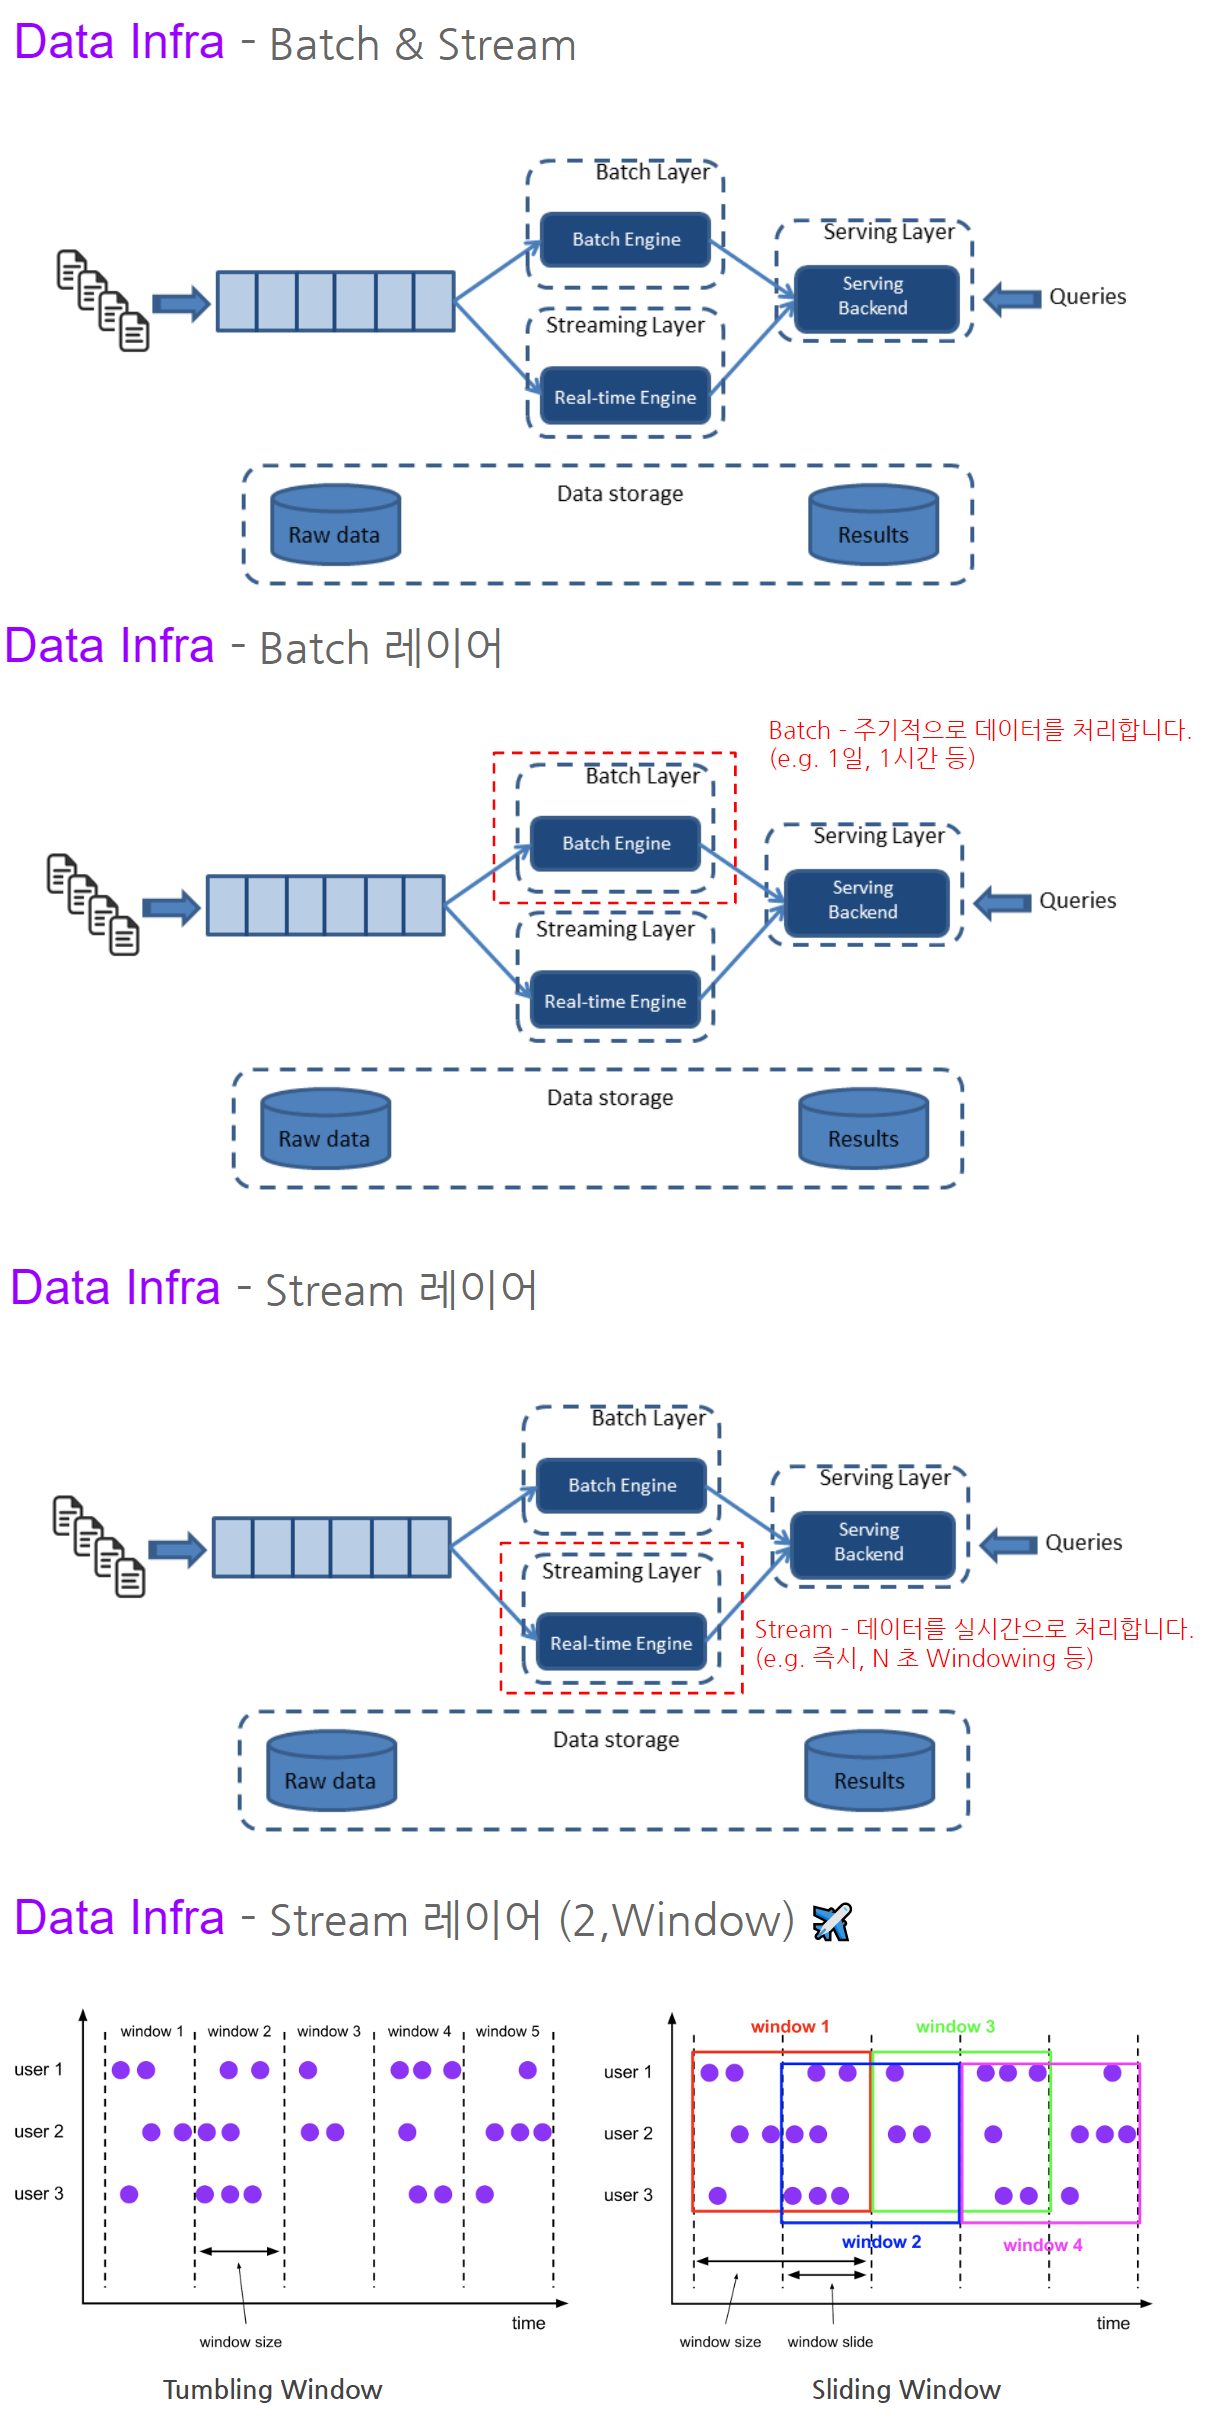 Data Infra - Batch & Stream
Batch Layer
Batch Engine
Serving Layer
Serving
Backend
Queries
Streaming Layer
Real-time Engine
Data storage
Raw data
Results
Data Infra - Batch 레이어
Batch - 주기적으로 데이터를 처리합니다.
(e.g. 1일, 1시간 등)
Batch Layer
Batch Engine
Serving Layer
Serving
Backend
Queries
Streaming Layer
Real-time Engine
Data storage
Raw data
Results
Data Infra - Stream 레이어
Batch Layer
Batch Engine
Serving Layer
Serving
Backend
Queries
Streaming Layer
Real-time Engine
Stream - 데이터를 실시간으로 처리합니다.
(e.g. 즉시, N 초 Windowing 등)
Data storage
Raw data
Results
Data Infra - Stream 레이어 (2,Window)
window 1 window 2 window 3 window 4 window 5
user 1
user 2
user 3
window size
time
Tumbling Window
window 1
window 3
user 1
user 2
user 3
window 2
window 4
window size
window slide
time
Sliding Window